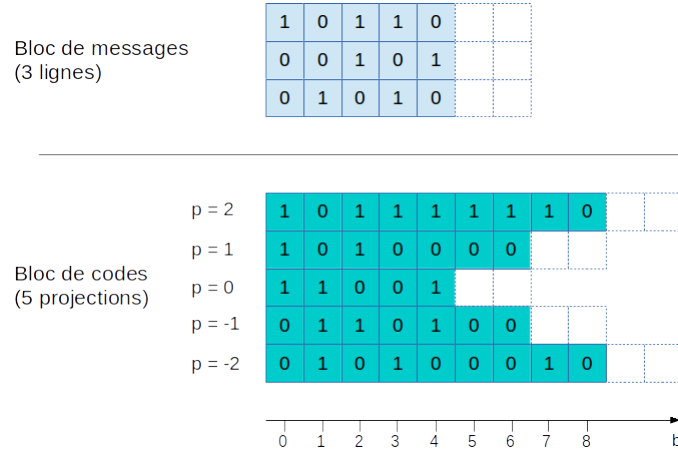 1 0 1 1 0
Bloc de messages
(3 lignes)
0 0 1 0 1
0 1 0 1 0
p = 2 1 0 1 1 1 1 1 1 0
p = 1 1 0 1 0 0 0 0
Bloc de codes
(5 projections)
p = 0 1 1 0 0 1
p = -1 0 1 1 0 1 0 0
p = -2 0 1 0 1 0 0 0 1 0
0 1 2 3 4 5 6 7 8